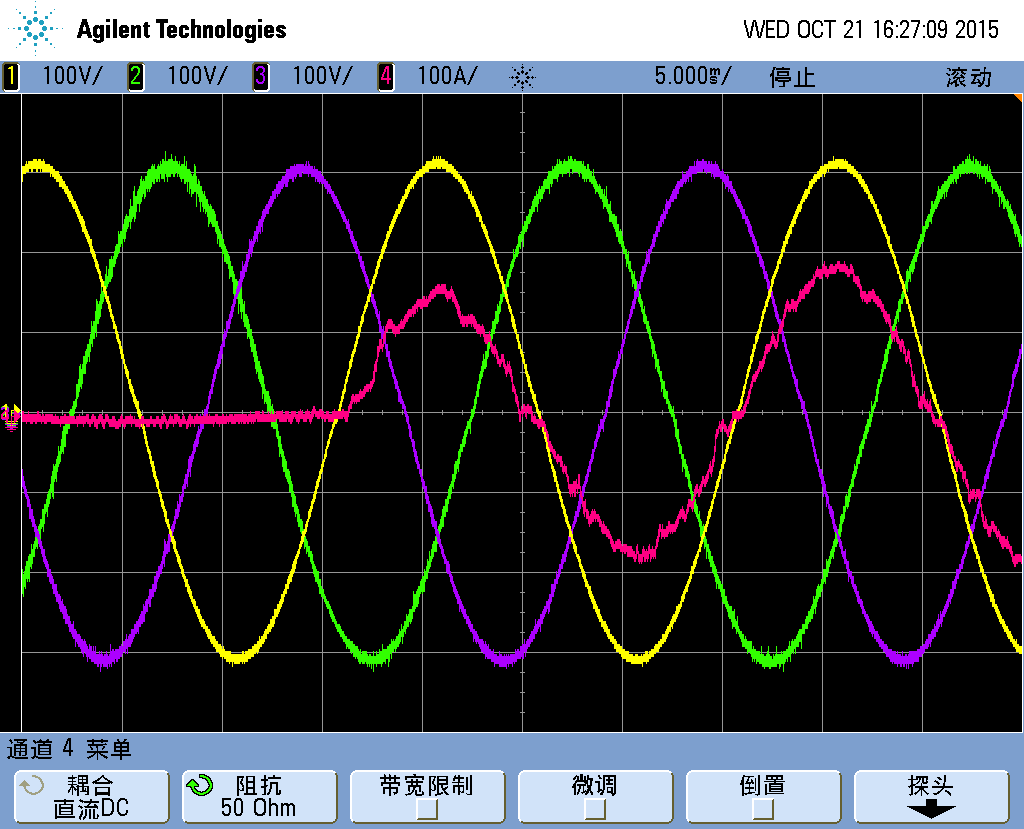 Agilent Technologies WED OCT 21 16:27:09 2015
1 100V/ 2 100V/ 3 100V/ 4 100A/ 5.000ms/ 停止 滚动
通道 4 菜单
耦合 阻抗 带宽限制 微调 倒置 探头
直流DC 50 Ohm